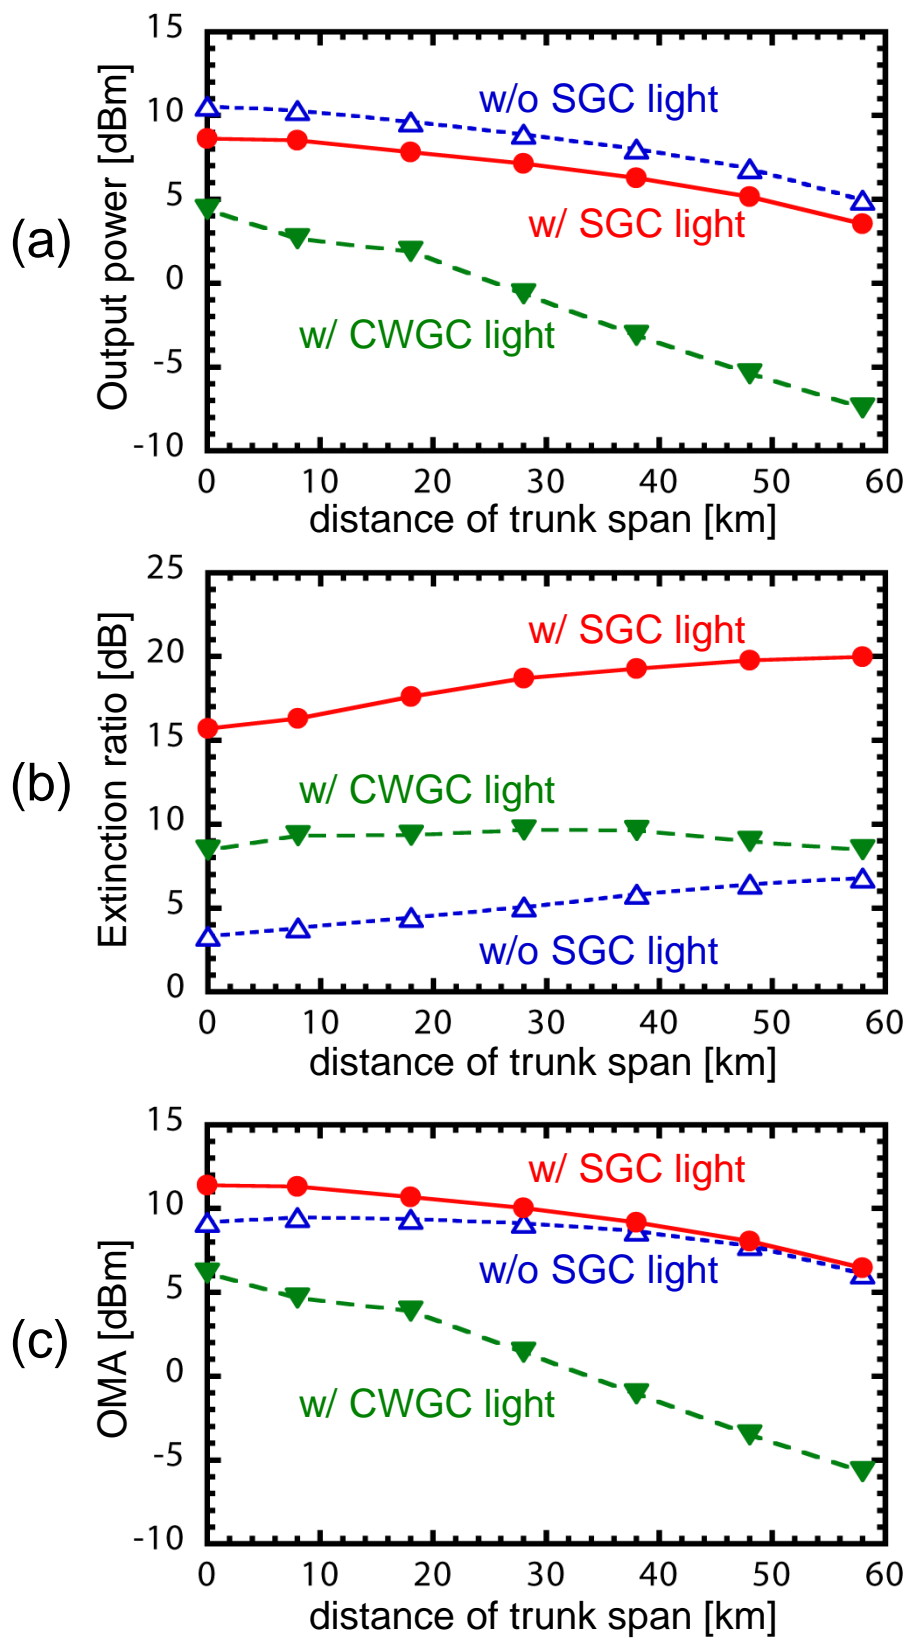 (a)
Output power [dBm]
15
10
5
0
-5
-10
w/o SGC light
w/ SGC light
w/ CWGC light
0 10 20 30 40 50 60
distance of trunk span [km]
(b)
Extinction ratio [dB]
25
20
15
10
5
0
w/ SGC light
w/ CWGC light
w/o SGC light
0 10 20 30 40 50 60
distance of trunk span [km]
(c)
OMA [dBm]
15
10
5
0
-5
-10
w/ SGC light
w/o SGC light
w/ CWGC light
0 10 20 30 40 50 60
distance of trunk span [km]